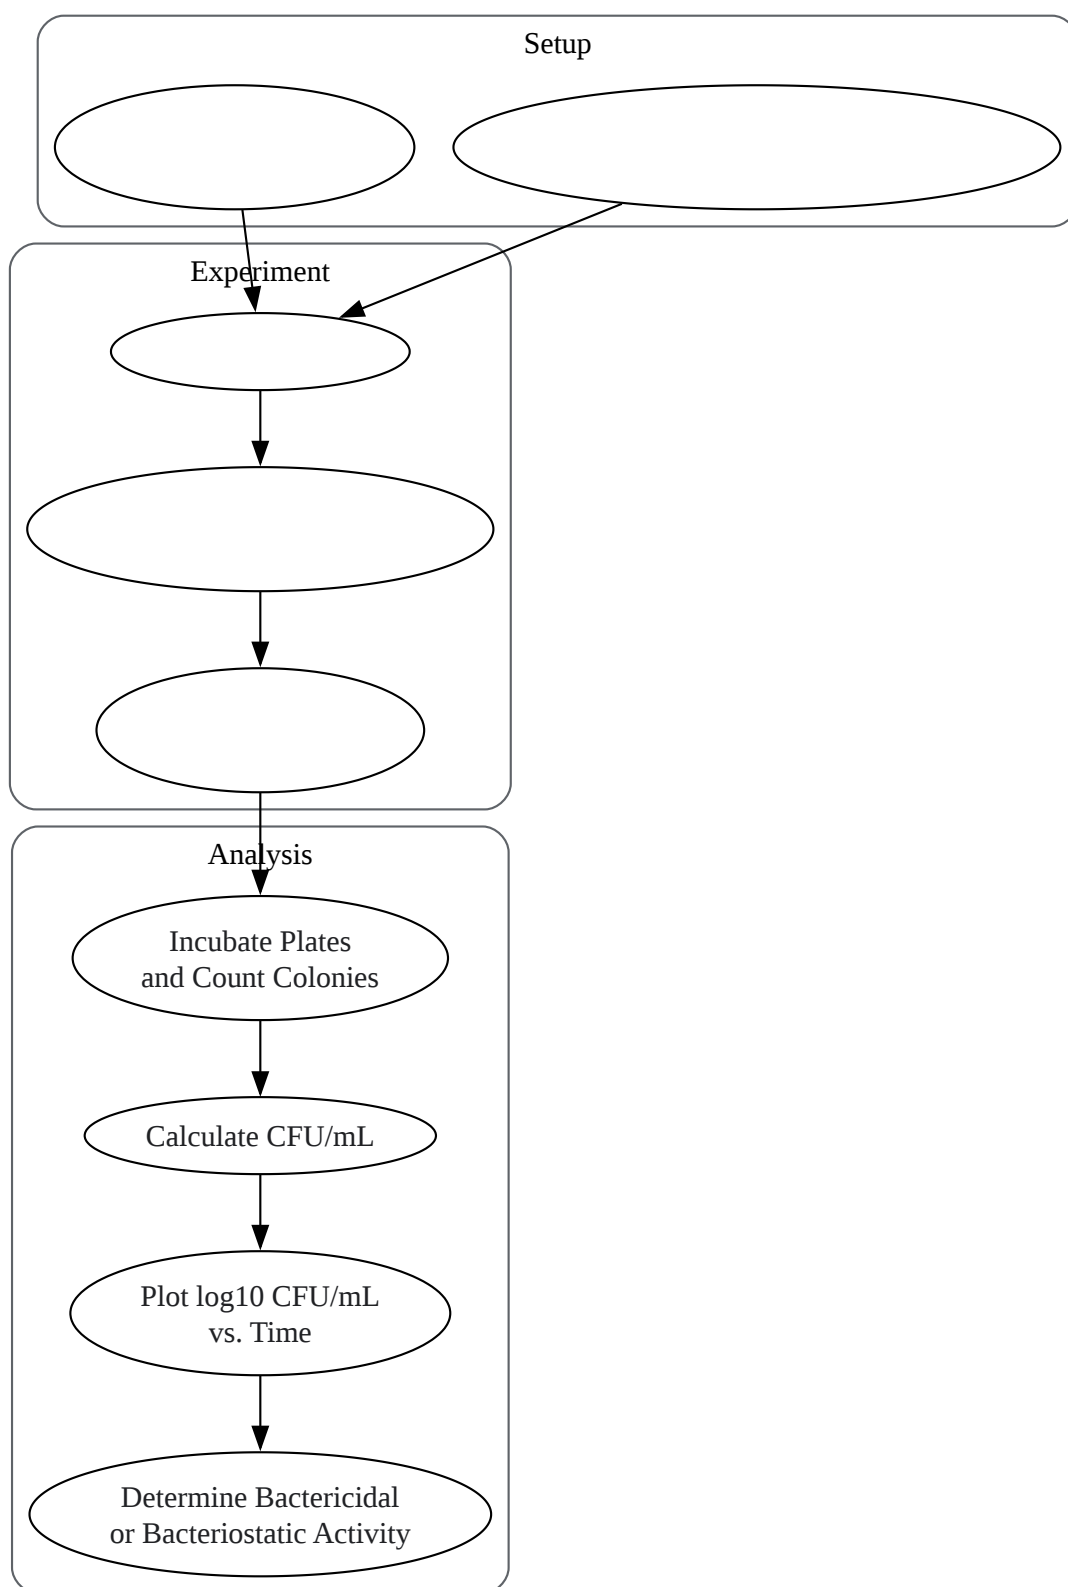 Setup
Experiment
Analysis
Incubate Plates
and Count Colonies
Calculate CFU/mL
Plot log10 CFU/mL
vs. Time
Determine Bactericidal
or Bacteriostatic Activity